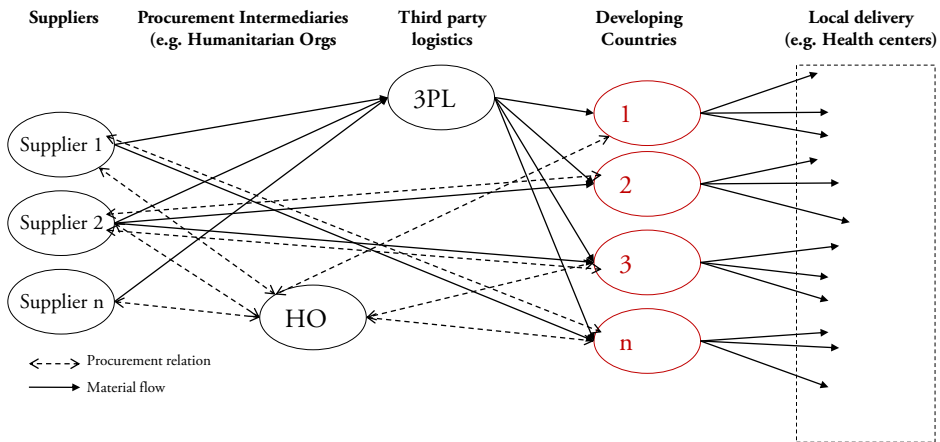 Suppliers
Procurement Intermediaries
(e.g. Humanitarian Orgs
Third party
logistics
Developing
Countries
Local delivery
(e.g. Health centers)
3PL
1
Supplier 1
2
Supplier 2
3
Supplier n
HO
n
Procurement relation
Material flow